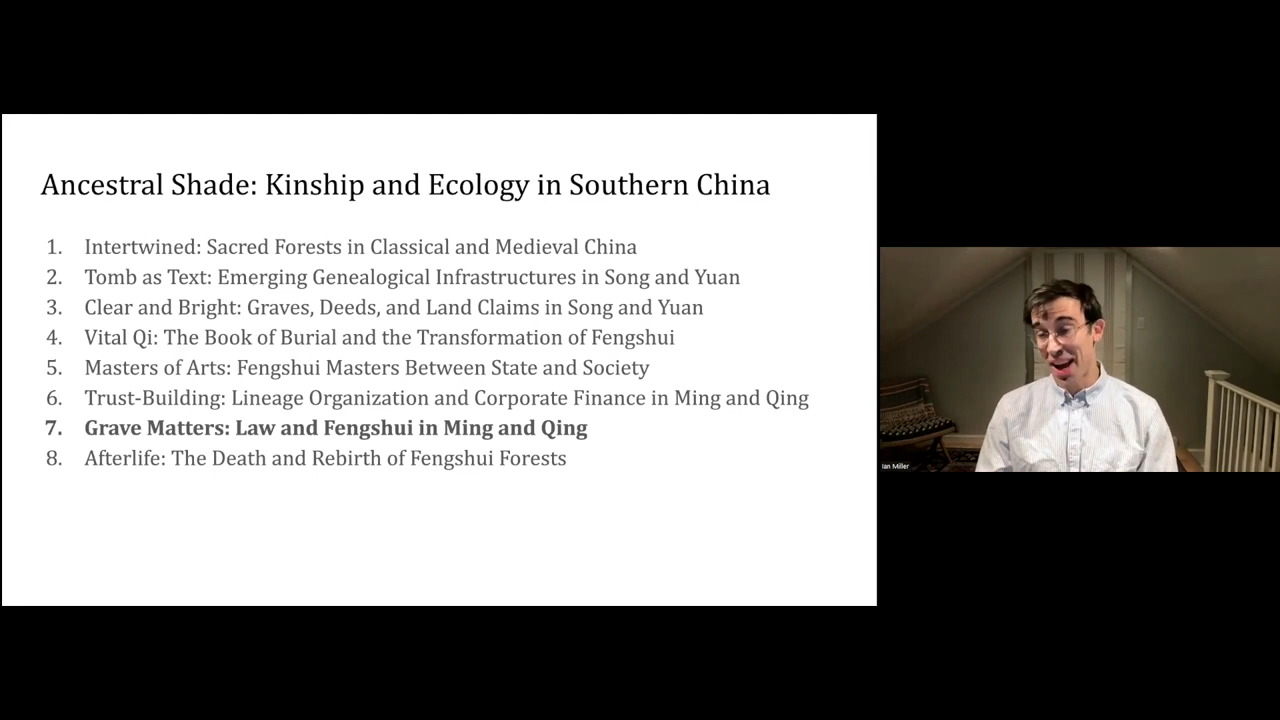 Ancestral Shade: Kinship and Ecology in Southern China
1. Intertwined: Sacred Forests in Classical and Medieval China
2. Tomb as Text: Emerging Genealogical Infrastructures in Song and Yuan
3. Clear and Bright: Graves, Deeds, and Land Claims in Song and Yuan
4. Vital Qi: The Book of Burial and the Transformation of Fengshui
5. Masters of Arts: Fengshui Masters Between State and Society
6. Trust-Building: Lineage Organization and Corporate Finance in Ming and Qing
7. Grave Matters: Law and Fengshui in Ming and Qing
8. Afterlife: The Death and Rebirth of Fengshui Forests
Ian Miller